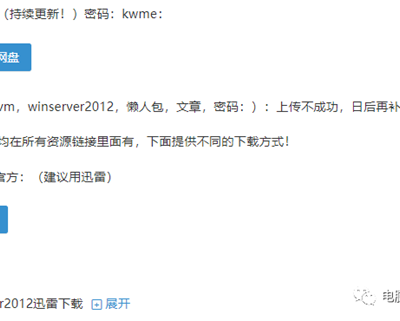 （持续更新！）密码：kwme：
网盘
vm，winserver2012，懒人包，文章，密码：）：上传不成功，日后再补
均在所有资源链接里面有，下面提供不同的下载方式！
官方：（建议用迅雷）
er2012迅雷下载 展开
电脑